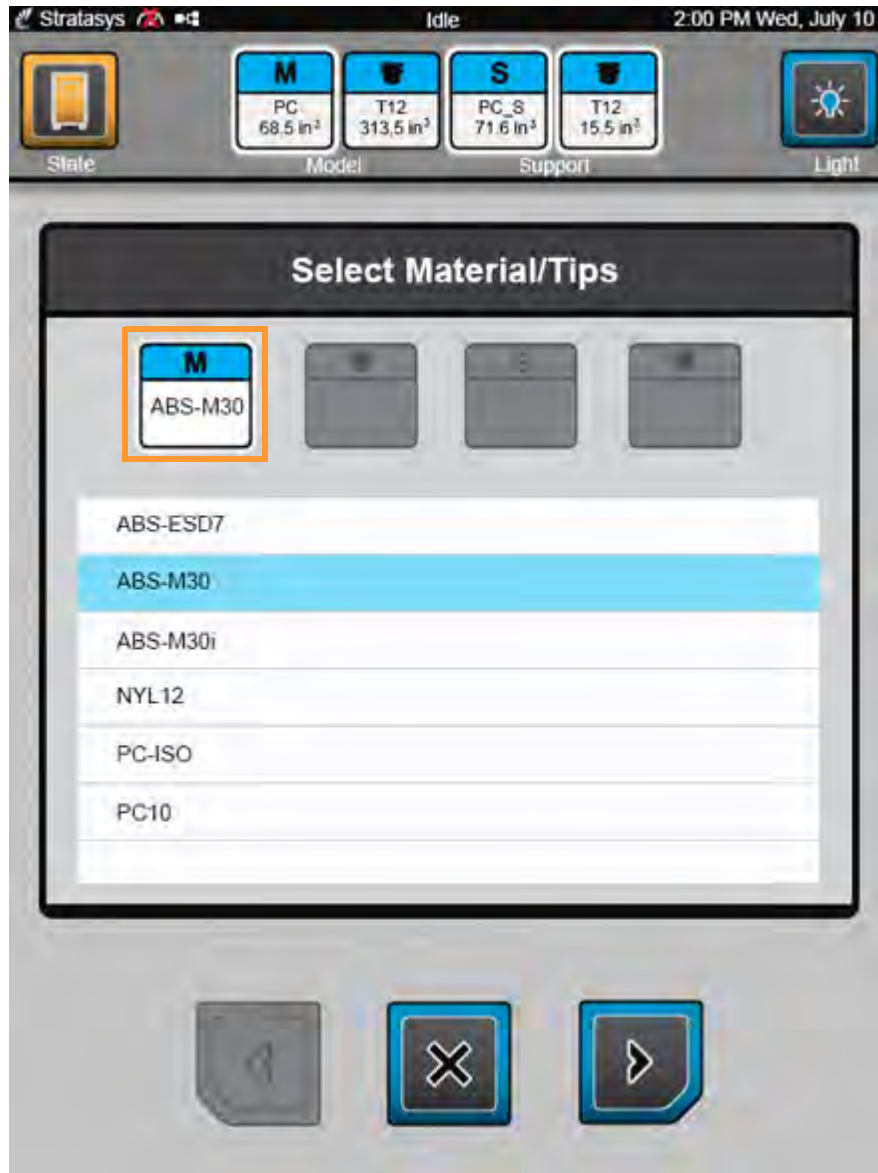 Stratasys Idle 2:00 PM Wed, July 10
M S
PC T12 PC_S T12
68.5 in³ 313.5 in³ 71.6 in³ 15.5 in³
State Model Support Light
Select Material/Tips
M
ABS-M30
ABS-ESD7
ABS-M30
ABS-M30i
NYL12
PC-ISO
PC10